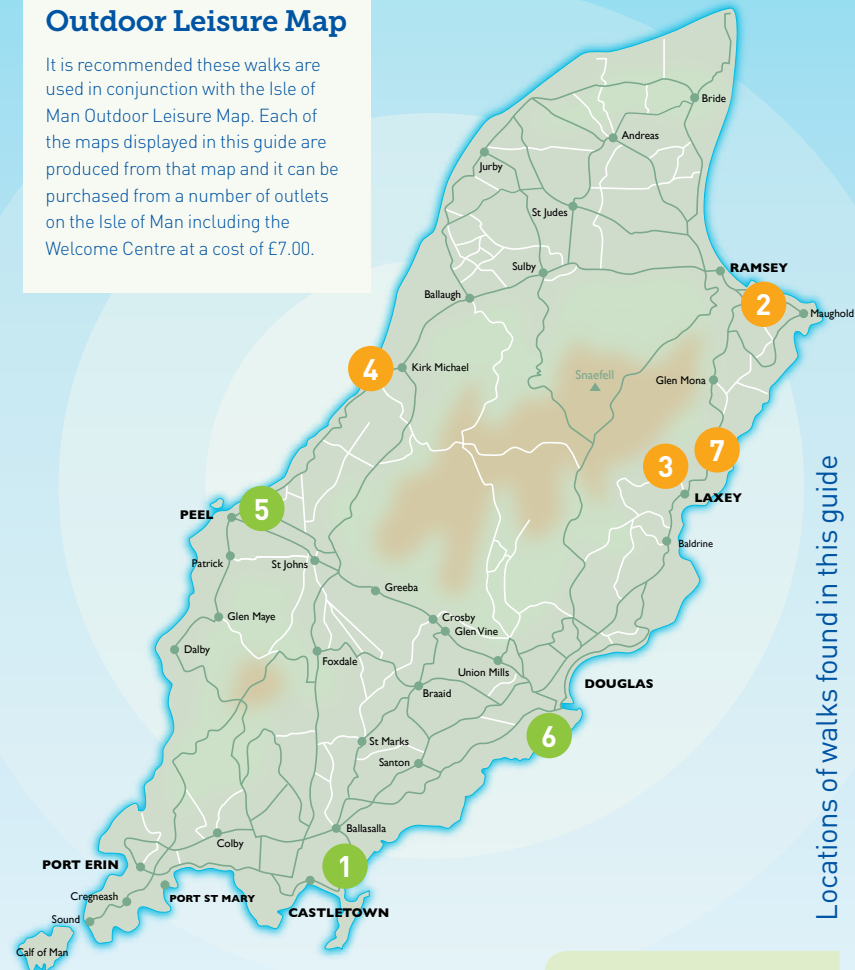 Outdoor Leisure Map
It is recommended these walks are
used in conjunction with the Isle of
Man Outdoor Leisure Map. Each of
the maps displayed in this guide are
produced from that map and it can be
purchased from a number of outlets
on the Isle of Man including the
Welcome Centre at a cost of £7.00.
Bride
Andreas
Jurby
St Judes
Sulby
RAMSEY
Ballaugh
2
Maughold
4
Kirk Michael
Snaefell
Glen Mona
3
7
LAXEY
PEEL
5
Baldrine
Patrick
St Johns
Greeba
Glen Maye
Crosby
Glen Vine
Dalby
Foxdale
Union Mills
DOUGLAS
Braaid
6
St Marks
Santon
Ballasalla
Colby
PORT ERIN
1
Cregneash
PORT ST MARY
CASTLETOWN
Sound
Calf of Man
Locations of walks found in this guide